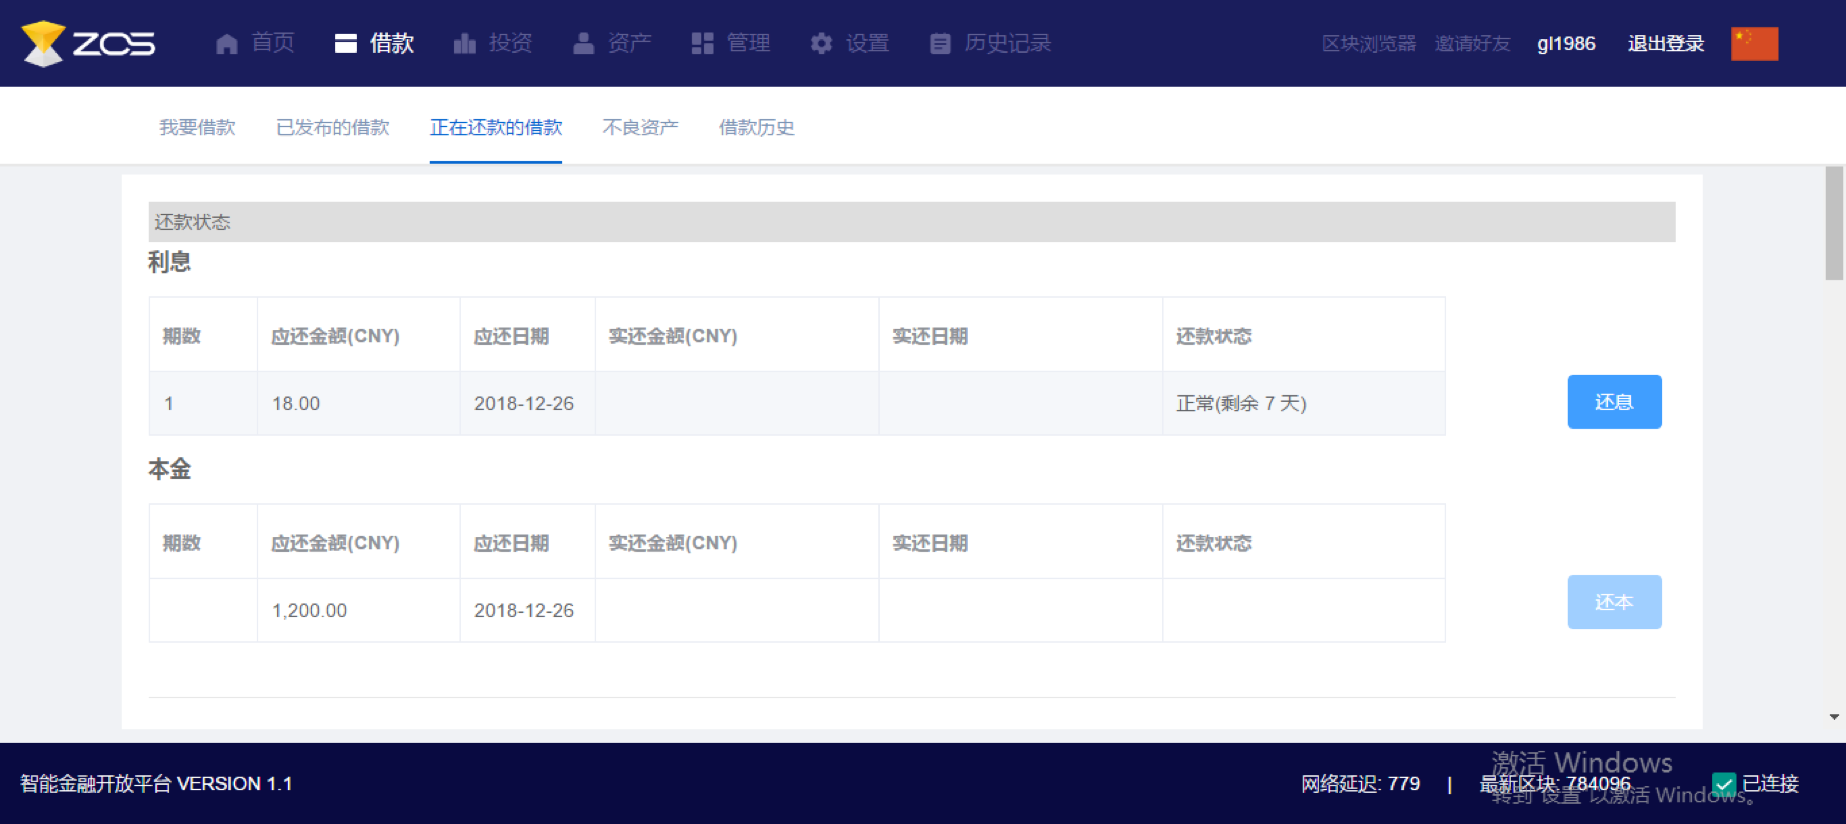 ZOS 首页 借款 投资 资产 管理 设置 历史记录 区块浏览器 邀请好友 gl1986 退出登录
我要借款 已发布的借款 正在还款的借款 不良资产 借款历史
还款状态
利息
期数 应还金额(CNY) 应还日期 实还金额(CNY) 实还日期 还款状态
1 18.00 2018-12-26 正常(剩余 7 天) 还息
本金
期数 应还金额(CNY) 应还日期 实还金额(CNY) 实还日期 还款状态
1,200.00 2018-12-26 还本
激活 Windows
智能金融开放平台 VERSION 1.1 网络延迟: 779 | 最新区块: 784096 已连接
转到"设置"以激活 Windows。